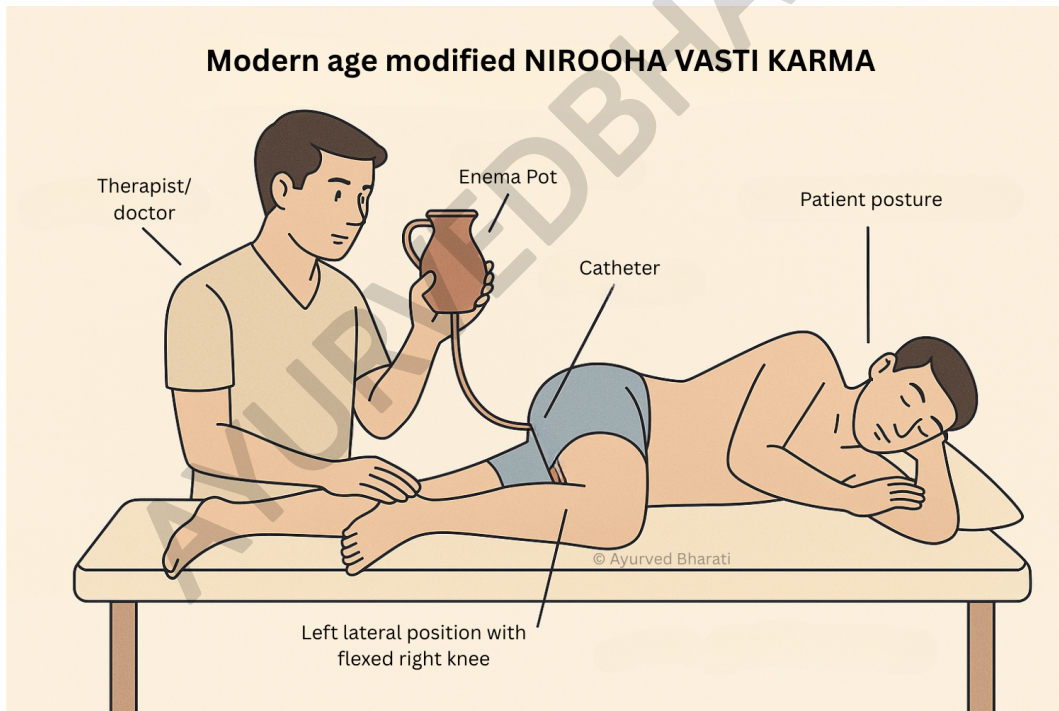 Modern age modified NIROOHA VASTI KARMA
Therapist/
doctor
Enema Pot
Patient posture
Catheter
© Ayurved Bharati
Left lateral position with
flexed right knee
AYURVEDBHA